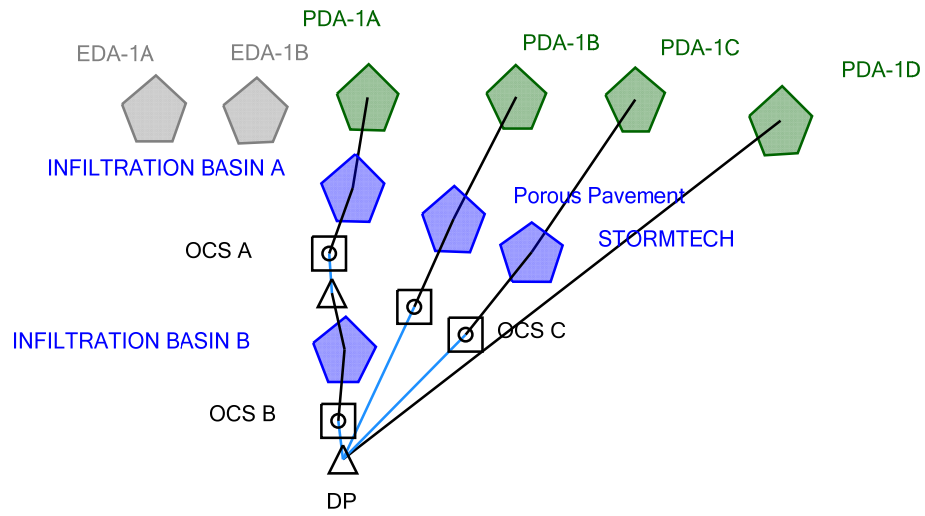 PDA-1A
EDA-1A
EDA-1B
PDA-1B
PDA-1C
PDA-1D
INFILTRATION BASIN A
Porous Pavement
STORMTECH
OCS A
OCS C
INFILTRATION BASIN B
OCS B
DP